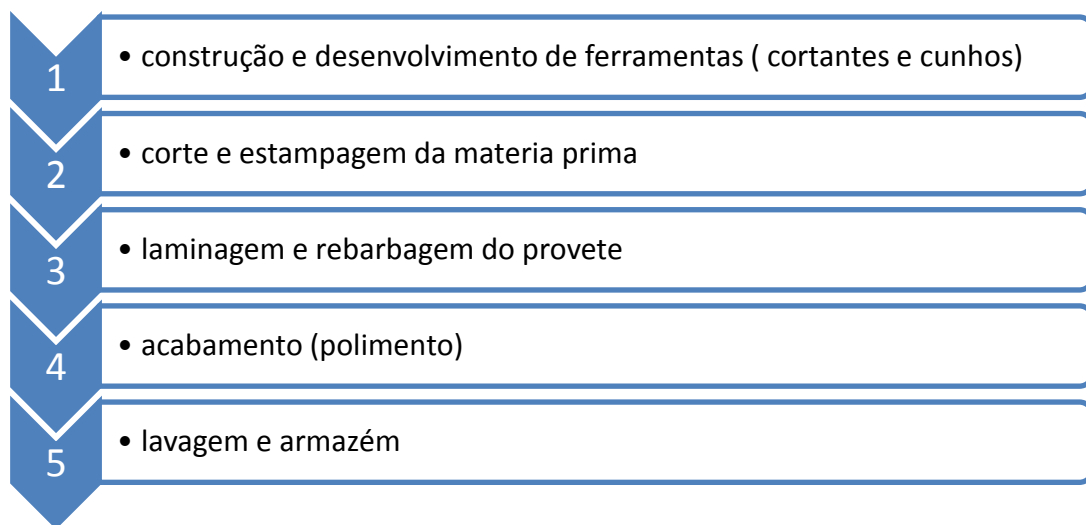 1
• construção e desenvolvimento de ferramentas ( cortantes e cunhos)
2
• corte e estampagem da materia prima
3
• laminagem e rebarbagem do provete
4
• acabamento (polimento)
5
• lavagem e armazém